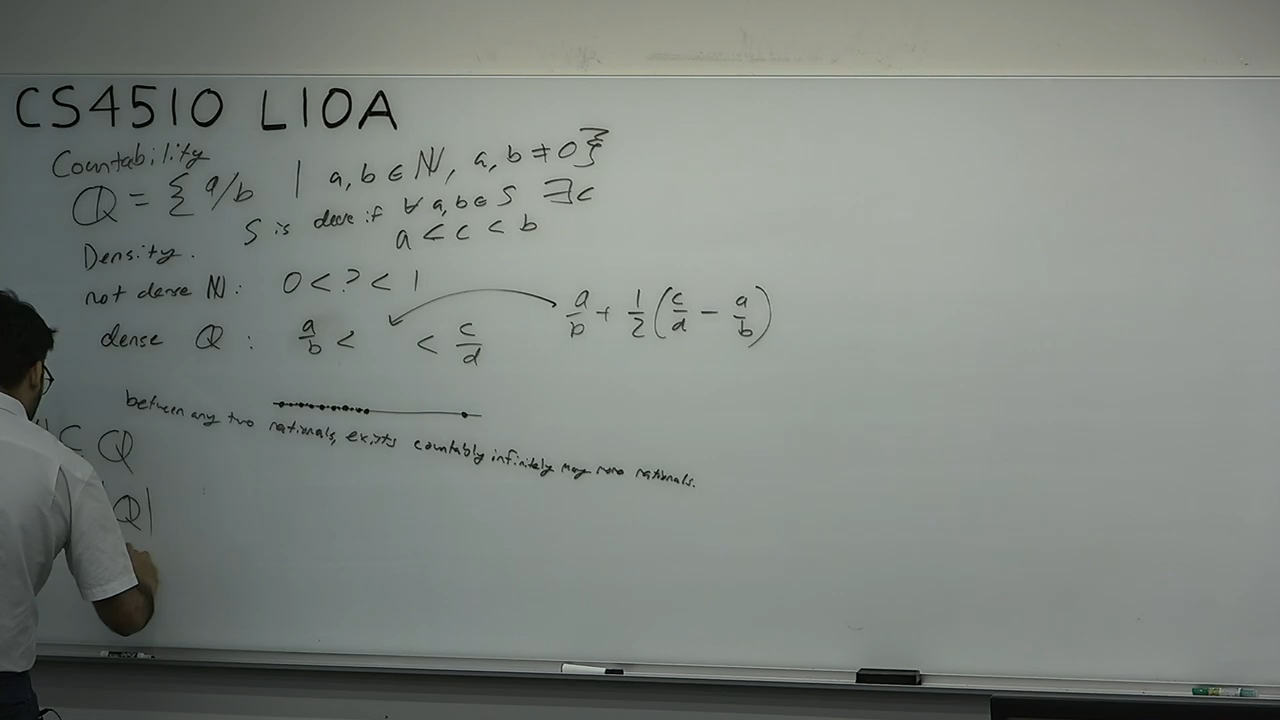 CS4510 L10A
Countability
Q = { a/b | a, b ∈ N, a, b ≠ 0 }
S is dense if ∀ a, b ∈ S ∃ c
a < c < b
Density.
not dense N: 0 < ? < 1
dense Q: a/b < < c/d a/b + 1/2 (c/d - a/b)
between any two rationals, exists countably infinitely many more rationals.
⊂ Q
Q|